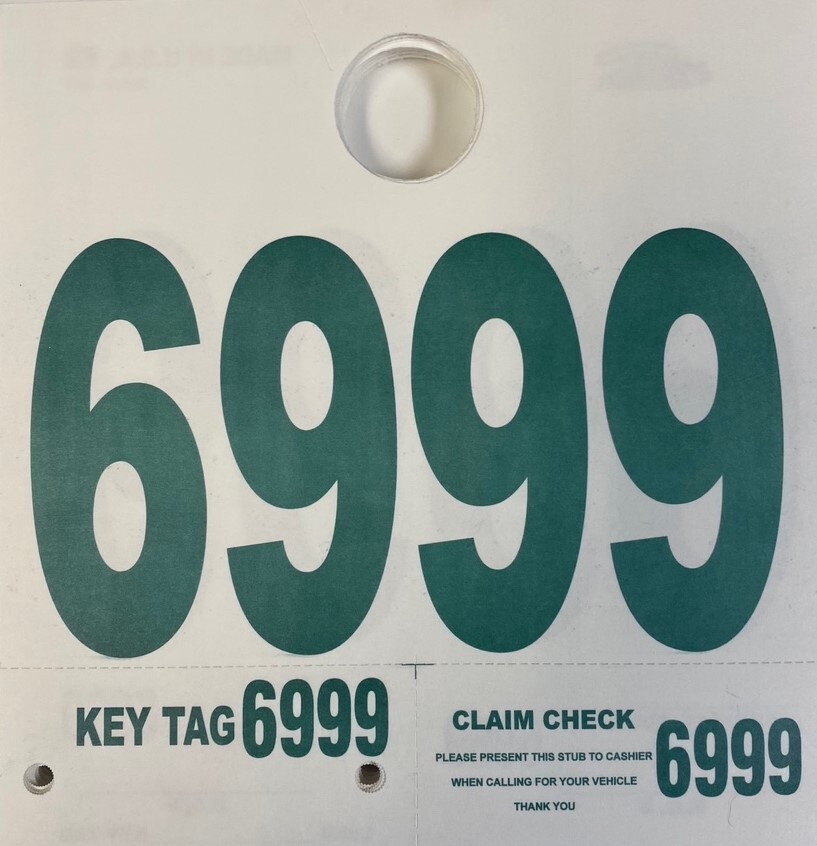 6999
KEY TAG 6999
CLAIM CHECK
PLEASE PRESENT THIS STUB TO CASHIER
WHEN CALLING FOR YOUR VEHICLE
THANK YOU
6999